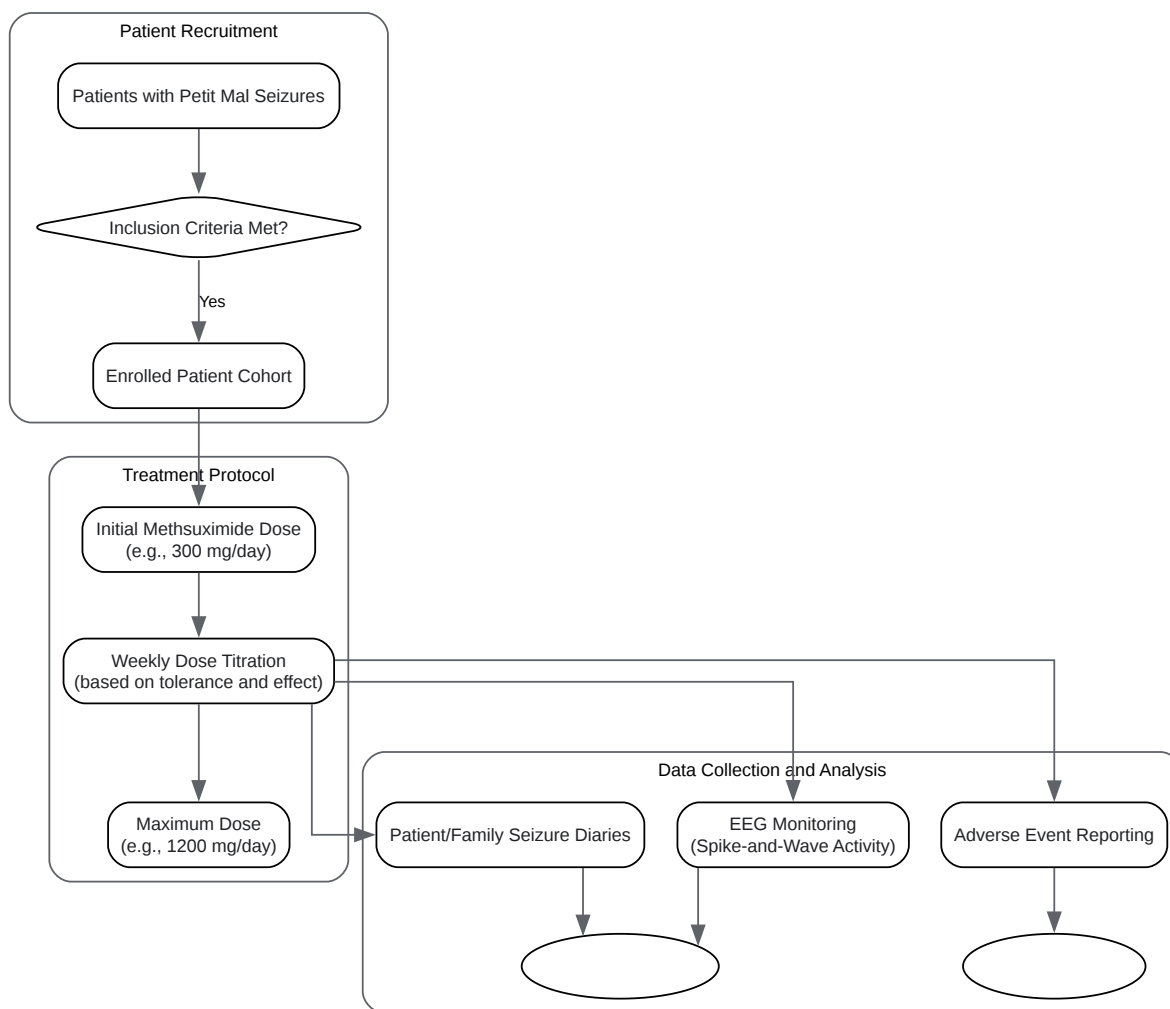 Patient Recruitment
Patients with Petit Mal Seizures
Inclusion Criteria Met?
Yes
Enrolled Patient Cohort
Treatment Protocol
Initial Methsuximide Dose
(e.g., 300 mg/day)
Weekly Dose Titration
(based on tolerance and effect)
Maximum Dose
(e.g., 1200 mg/day)
Data Collection and Analysis
Patient/Family Seizure Diaries
EEG Monitoring
(Spike-and-Wave Activity)
Adverse Event Reporting